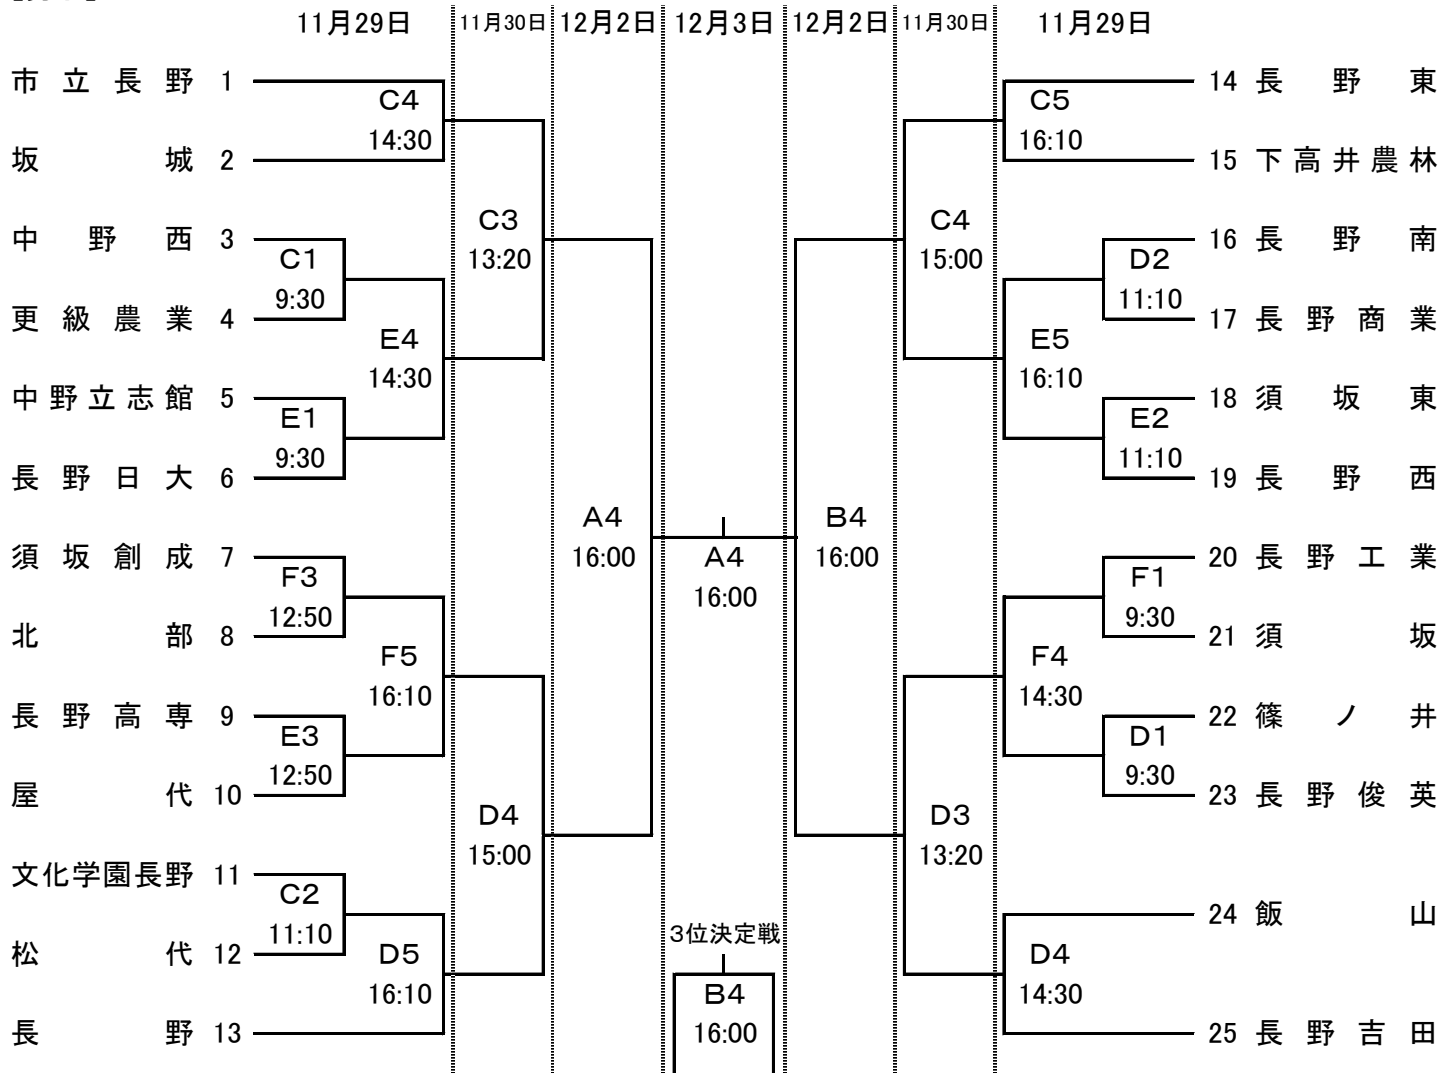 11月29日 11月30日 12月2日 12月3日 12月2日 11月30日 11月29日
市立長野 1 C4 C5 14 長野東
14:30 16:10
坂城 2 15 下高井農林
C3 C4
中野西 3 16 長野南
C1 13:20 15:00 D2
9:30 11:10
更級農業 4 17 長野商業
E4 E5
14:30 16:10
中野立志館 5 18 須坂東
E1 E2
9:30 11:10
長野日大 6 19 長野西
A4 B4
16:00 A4 16:00
須坂創成 7 20 長野工業
F3 16:00 F1
12:50 9:30
北部 8 21 須坂
F5 F4
16:10 14:30
長野高専 9 22 篠ノ井
E3 D1
12:50 9:30
屋代 10 23 長野俊英
D4 D3
15:00 13:20
文化学園長野 11
C2 24 飯山
11:10 3位決定戦
松代 12 D5 D4
16:10 B4 14:30
長野 13 16:00 25 長野吉田